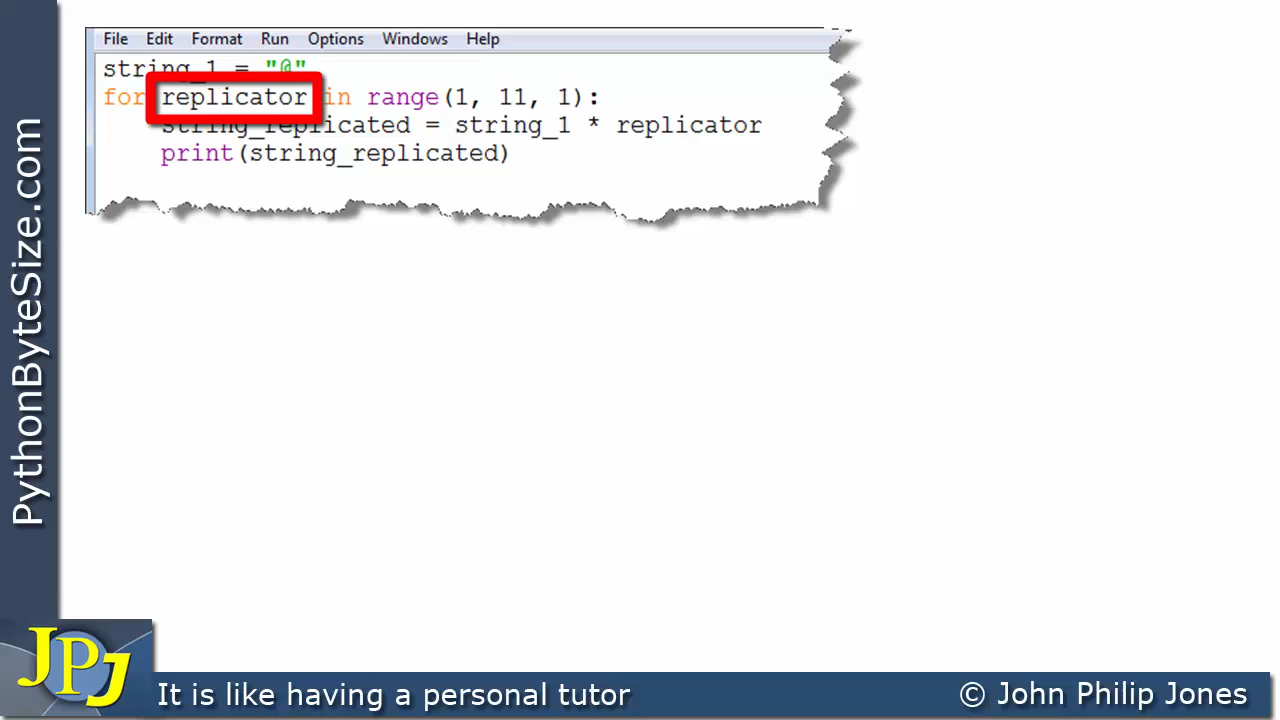 File Edit Format Run Options Windows Help
string_1 = "@"
for replicator in range(1, 11, 1):
string_replicated = string_1 * replicator
print(string_replicated)
PythonByteSize.com
JPJ
It is like having a personal tutor
© John Philip Jones